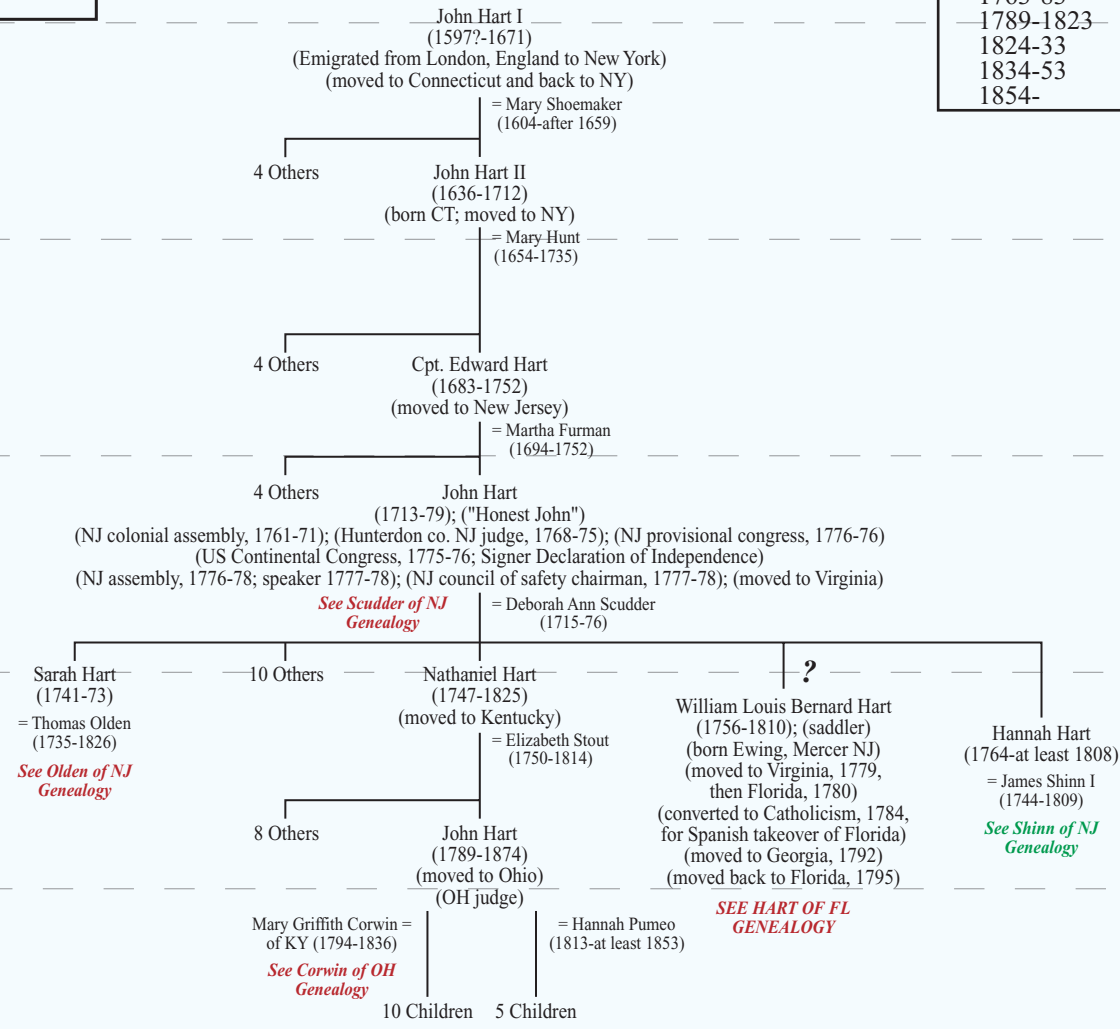 1789-1823
1824-33
1834-53
1854-
John Hart I
(1597?-1671)
(Emigrated from London, England to New York)
(moved to Connecticut and back to NY)
= Mary Shoemaker
(1604-after 1659)
4 Others
John Hart II
(1636-1712)
(born CT; moved to NY)
= Mary Hunt
(1654-1735)
4 Others
Cpt. Edward Hart
(1683-1752)
(moved to New Jersey)
= Martha Furman
(1694-1752)
4 Others
John Hart
(1713-79); ("Honest John")
(NJ colonial assembly, 1761-71); (Hunterdon co. NJ judge, 1768-75); (NJ provisional congress, 1776-76)
(US Continental Congress, 1775-76; Signer Declaration of Independence)
(NJ assembly, 1776-78; speaker 1777-78); (NJ council of safety chairman, 1777-78); (moved to Virginia)
See Scudder of NJ
Genealogy
= Deborah Ann Scudder
(1715-76)
Sarah Hart
(1741-73)
= Thomas Olden
(1735-1826)
See Olden of NJ
Genealogy
10 Others
Nathaniel Hart
(1747-1825)
(moved to Kentucky)
= Elizabeth Stout
(1750-1814)
?
William Louis Bernard Hart
(1756-1810); (saddler)
(born Ewing, Mercer NJ)
(moved to Virginia, 1779,
then Florida, 1780)
(converted to Catholicism, 1784,
for Spanish takeover of Florida)
(moved to Georgia, 1792)
(moved back to Florida, 1795)
SEE HART OF FL
GENEALOGY
Hannah Hart
(1764-at least 1808)
= James Shinn I
(1744-1809)
See Shinn of NJ
Genealogy
8 Others
John Hart
(1789-1874)
(moved to Ohio)
(OH judge)
Mary Griffith Corwin =
of KY (1794-1836)
See Corwin of OH
Genealogy
= Hannah Pumeo
(1813-at least 1853)
10 Children
5 Children